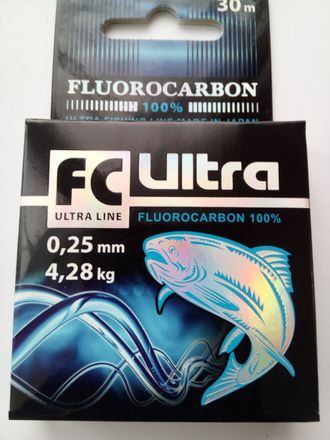 30 m
FLUOROCARBON
100%
ULTRA FISHING LINE MADE IN JAPAN
FC Ultra
ULTRA LINE
FLUOROCARBON 100%
0,25 mm
4,28 kg